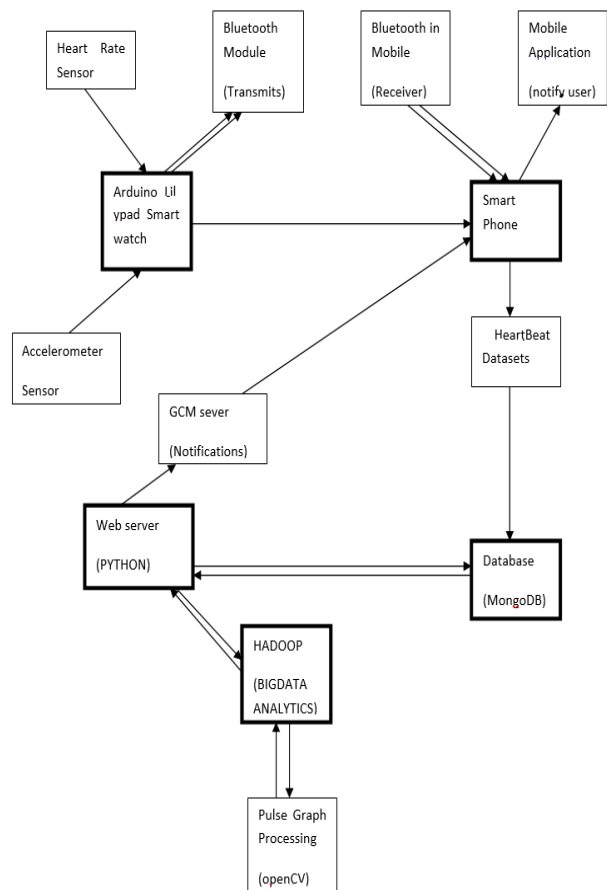 Heart Rate
Sensor
Bluetooth
Module
(Transmits)
Bluetooth in
Mobile
(Receiver)
Mobile
Application
(notify user)
Arduino Lil
ypad Smart
watch
Smart
Phone
Accelerometer
Sensor
HeartBeat
Datasets
GCM sever
(Notifications)
Web server
(PYTHON)
Database
(MongoDB)
HADOOP
(BIGDATA
ANALYTICS)
Pulse Graph
Processing
(openCV)